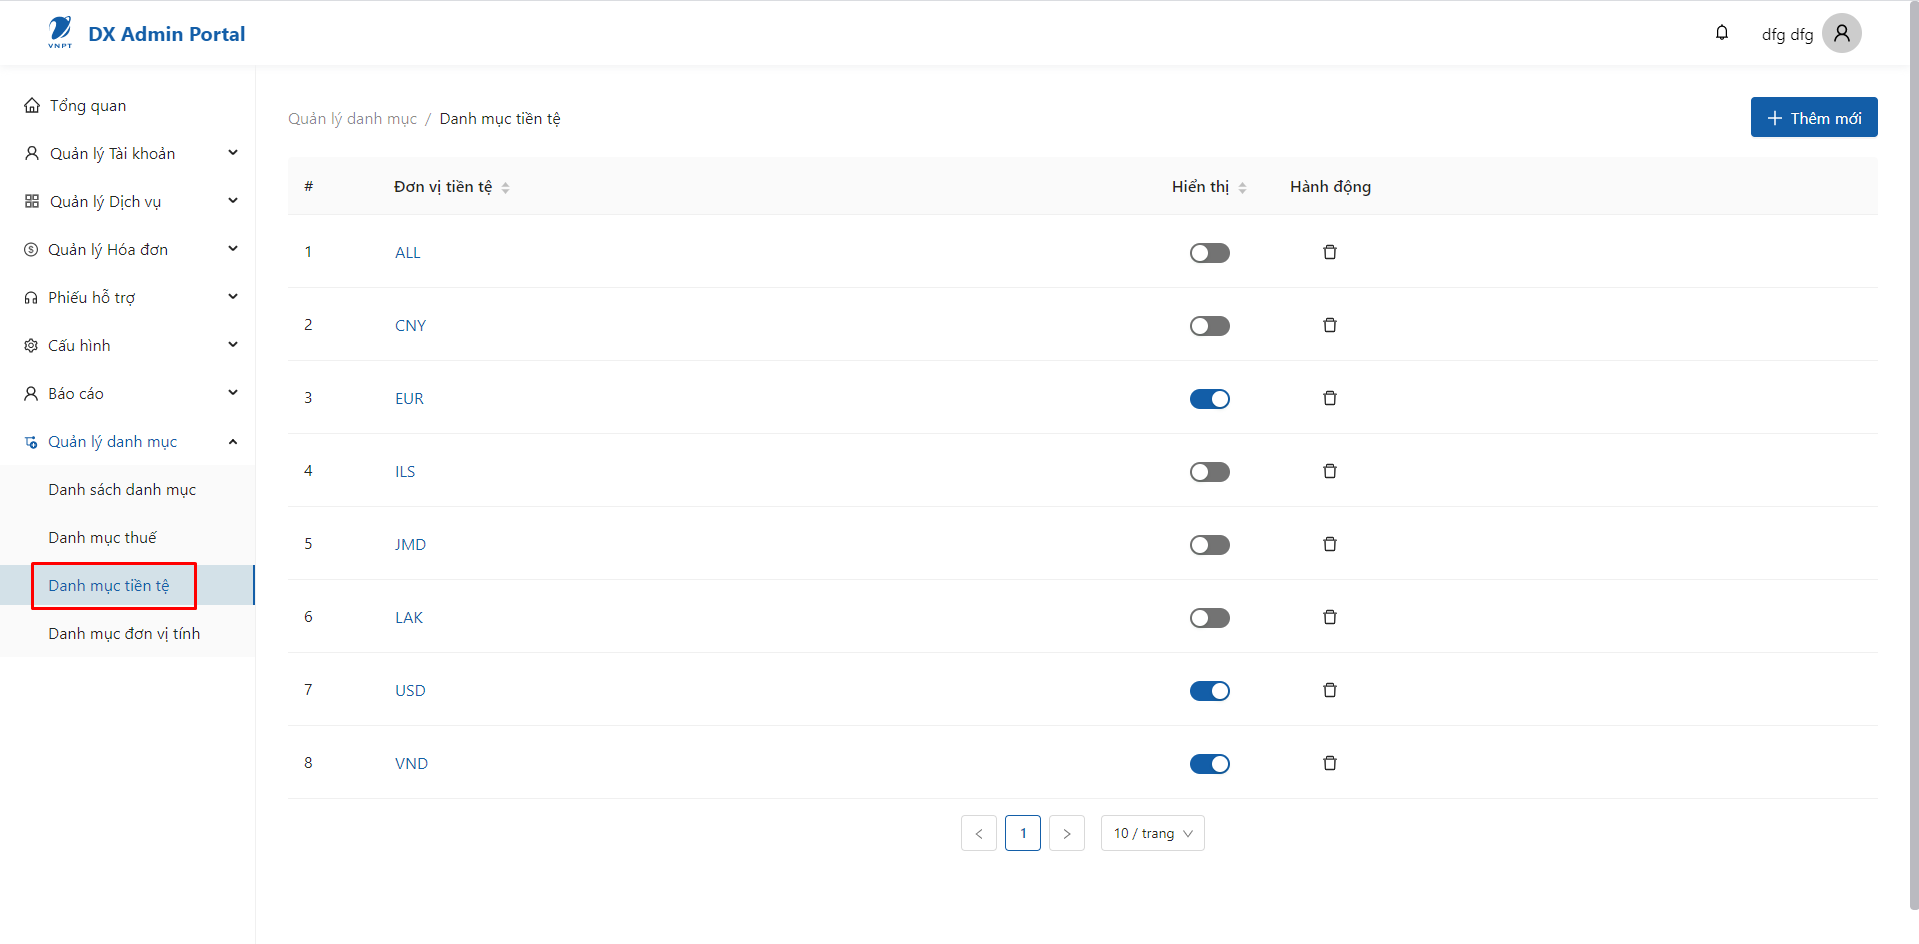 VNPT
DX Admin Portal
dfg dfg
Tổng quan
Quản lý Tài khoản
Quản lý Dịch vụ
Quản lý Hóa đơn
Phiếu hỗ trợ
Cấu hình
Báo cáo
Quản lý danh mục
Danh sách danh mục
Danh mục thuế
Danh mục tiền tệ
Danh mục đơn vị tính
Quản lý danh mục / Danh mục tiền tệ
+ Thêm mới
# Đơn vị tiền tệ Hiển thị Hành động
1 ALL
2 CNY
3 EUR
4 ILS
5 JMD
6 LAK
7 USD
8 VND
< 1 > 10 / trang